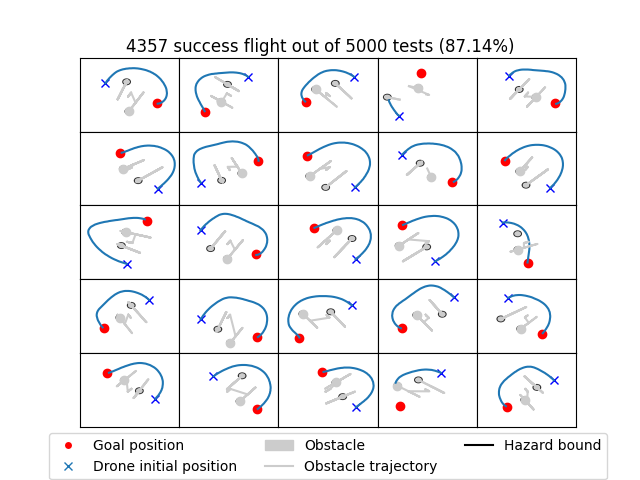 4357 success flight out of 5000 tests (87.14%)
Goal position
Drone initial position
Obstacle
Obstacle trajectory
Hazard bound